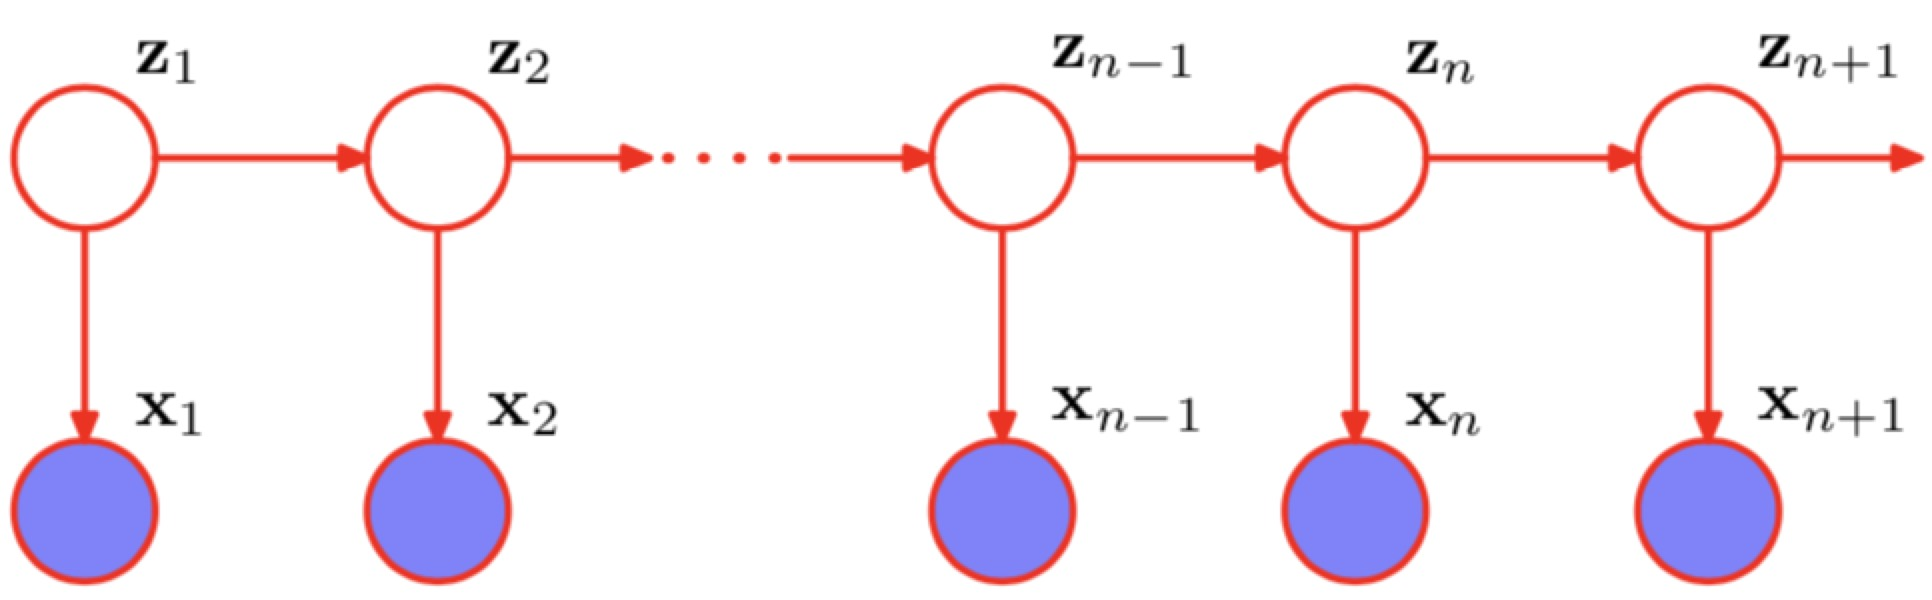 z₁ z₂ zₙ₋₁ zₙ zₙ₊₁
x₁ x₂ xₙ₋₁ xₙ xₙ₊₁